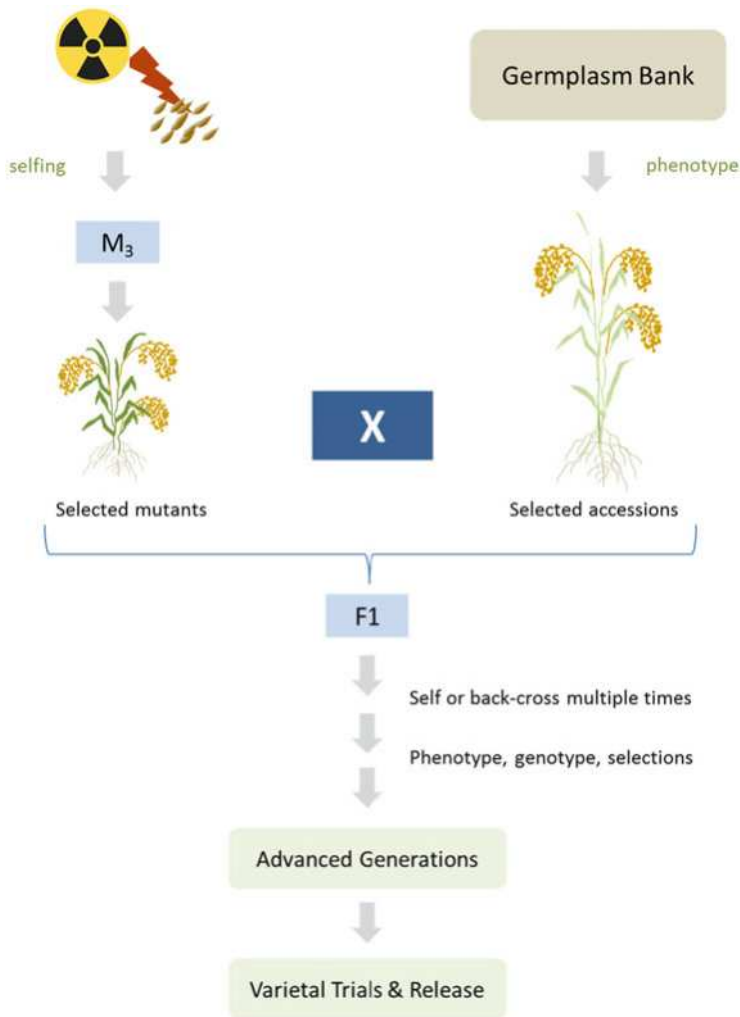 Germplasm Bank
selfing
phenotype
M₃
X
Selected mutants
Selected accessions
F1
Self or back-cross multiple times
Phenotype, genotype, selections
Advanced Generations
Varietal Trials & Release